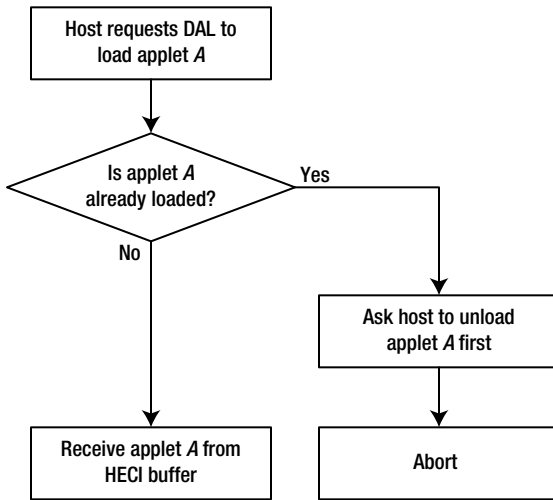 Host requests DAL to
load applet A
Is applet A
already loaded?
Yes
No
Ask host to unload
applet A first
Receive applet A from
HECI buffer
Abort